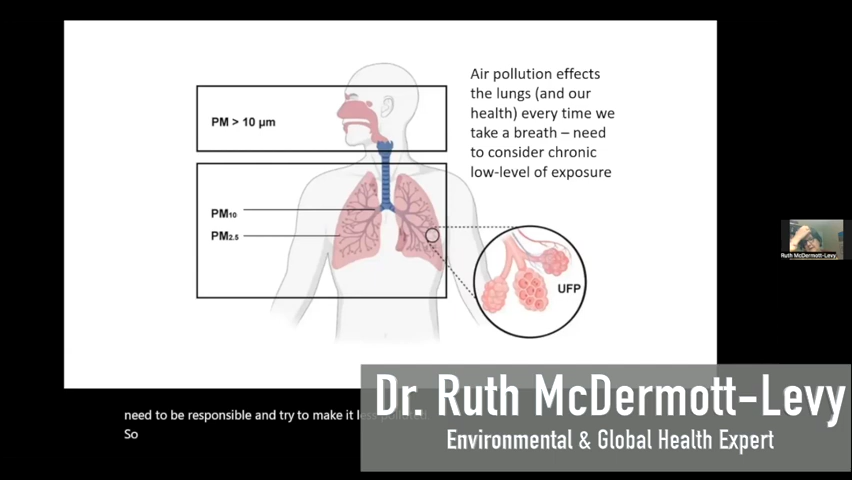 Air pollution effects
the lungs (and our
health) every time we
take a breath – need
to consider chronic
low-level of exposure
PM > 10 µm
PM10
PM2.5
UFP
Ruth McDermott-Levy
need to be responsible and try to make it
So
Dr. Ruth McDermott-Levy
Environmental & Global Health Expert